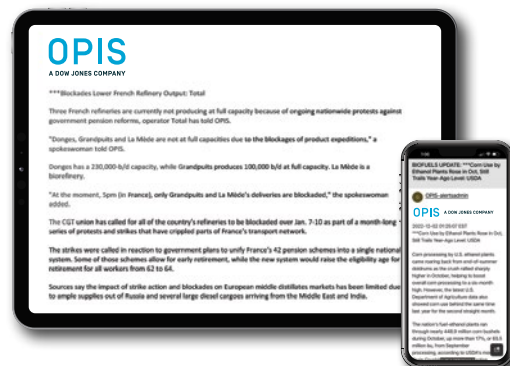 OPIS
A DOW JONES COMPANY
***Blockades Lower French Refinery Output: Total
Three French refineries are currently not producing at full capacity because of ongoing nationwide protests against
government pension reforms, operator Total has told OPIS.
"Donges, Grandpuits and La Mède are not at full capacities due to the blockages of product expeditions," a
spokeswoman told OPIS.
Donges has a 230,000-b/d capacity, while Grandpuits produces 100,000 b/d at full capacity. La Mède is a
biorefinery.
"At the moment, 5pm (in France), only Grandpuits and La Mède's deliveries are blockaded," the spokeswoman
added.
The CGT union has called for all of the country's refineries to be blockaded over Jan. 7-10 as part of a month-long
series of protests and strikes that have crippled parts of France's transport network.
The strikes were called in reaction to government plans to unify France's 42 pension schemes into a single national
system. Some of those schemes allow for early retirement, while the new system would raise the eligibility age for
retirement for all workers from 62 to 64.
Sources say the impact of strike action and blockades on European middle distillates markets has been limited due
to ample supplies out of Russia and several large diesel cargoes arriving from the Middle East and India.
BIOFUELS UPDATE: ***Corn Use by
Ethanol Plants Rose in Oct, Still
Trails Year-Ago Level: USDA
OPIS-alertsadmin
OPIS A DOW JONES COMPANY
***Corn Use by Ethanol Plants Rose in Oct,
Still Trails Year-Ago Level: USDA
Corn processing by U.S. ethanol plants
came roaring back from end-of-summer
doldrums as the crush rallied sharply
higher in October, helping to boost
overall corn processing to a six-month
high. However, the latest U.S.
Department of Agriculture data also
showed corn use behind the same time
last year for the second straight month.
The nation's fuel-ethanol plants ran
through nearly 448.9 million corn bushels
during October, up more than 17%, or
million bu, from September
processing, according to USDA's